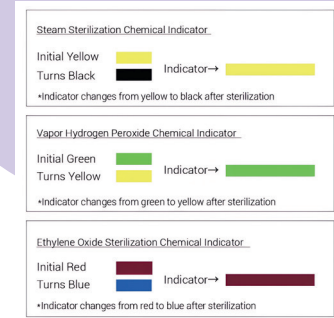 Steam Sterilization Chemical Indicator
Initial Yellow
Turns Black
Indicator→
*Indicator changes from yellow to black after sterilization
Vapor Hydrogen Peroxide Chemical Indicator
Initial Green
Turns Yellow
Indicator→
*Indicator changes from green to yellow after sterilization
Ethylene Oxide Sterilization Chemical Indicator
Initial Red
Turns Blue
Indicator→
*Indicator changes from red to blue after sterilization